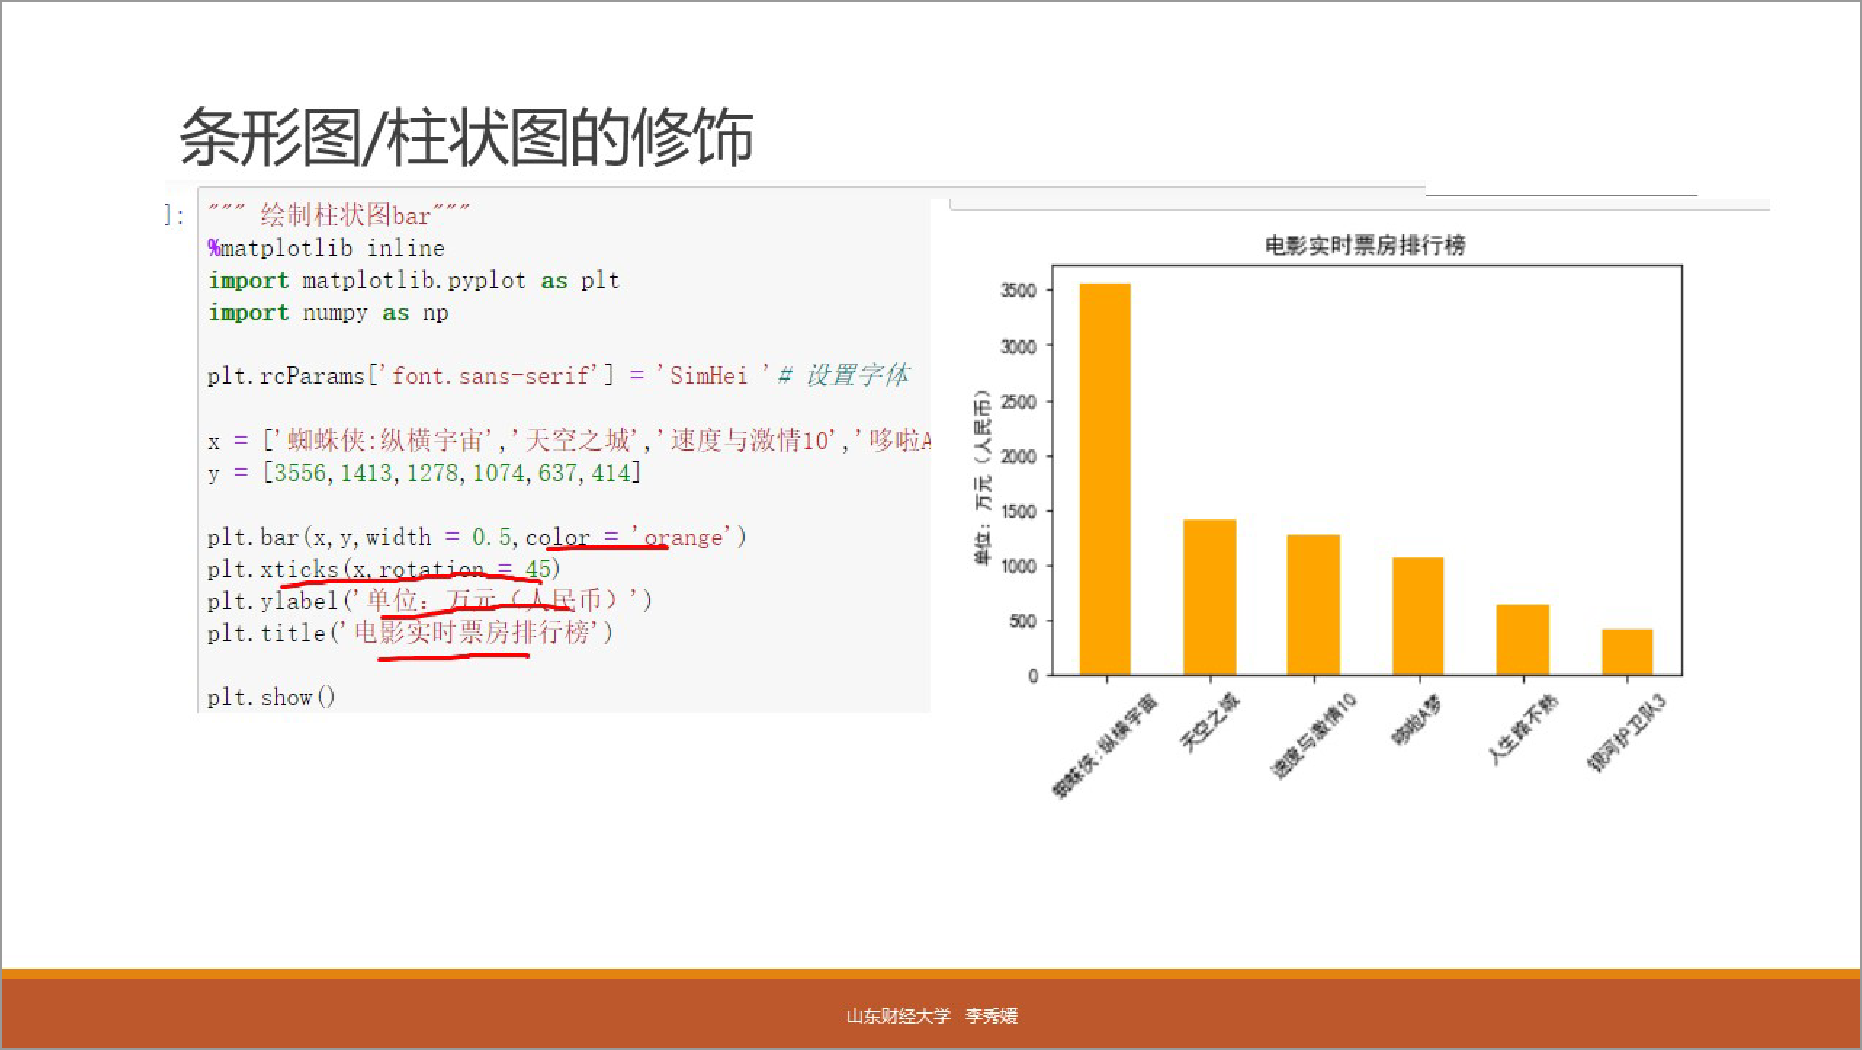 条形图/柱状图的修饰
]:
""" 绘制柱状图bar"""
%matplotlib inline
import matplotlib.pyplot as plt
import numpy as np
plt.rcParams['font.sans-serif'] = 'SimHei '# 设置字体
x = ['蜘蛛侠:纵横宇宙','天空之城','速度与激情10','哆啦A
y = [3556,1413,1278,1074,637,414]
plt.bar(x,y,width = 0.5,color = 'orange')
plt.xticks(x,rotation = 45)
plt.ylabel('单位：万元（人民币）')
plt.title('电影实时票房排行榜')
plt.show()
电影实时票房排行榜
单位：万元（人民币）
3500
3000
2500
2000
1500
1000
500
0
蜘蛛侠:纵横宇宙
天空之城
速度与激情10
哆啦A梦
人生路不熟
银河护卫队3
山东财经大学 李秀媛